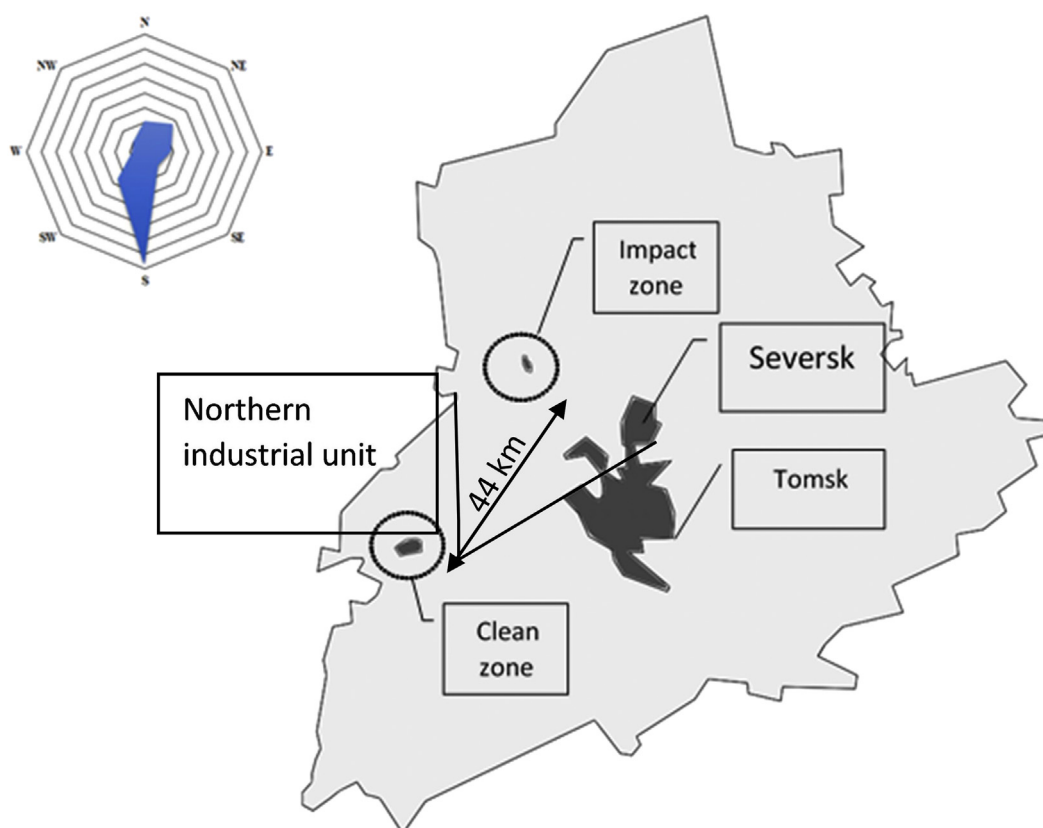 N
NW
NE
W
E
SW
SE
S
Impact
zone
Seversk
Northern
industrial unit
44 km
Tomsk
Clean
zone